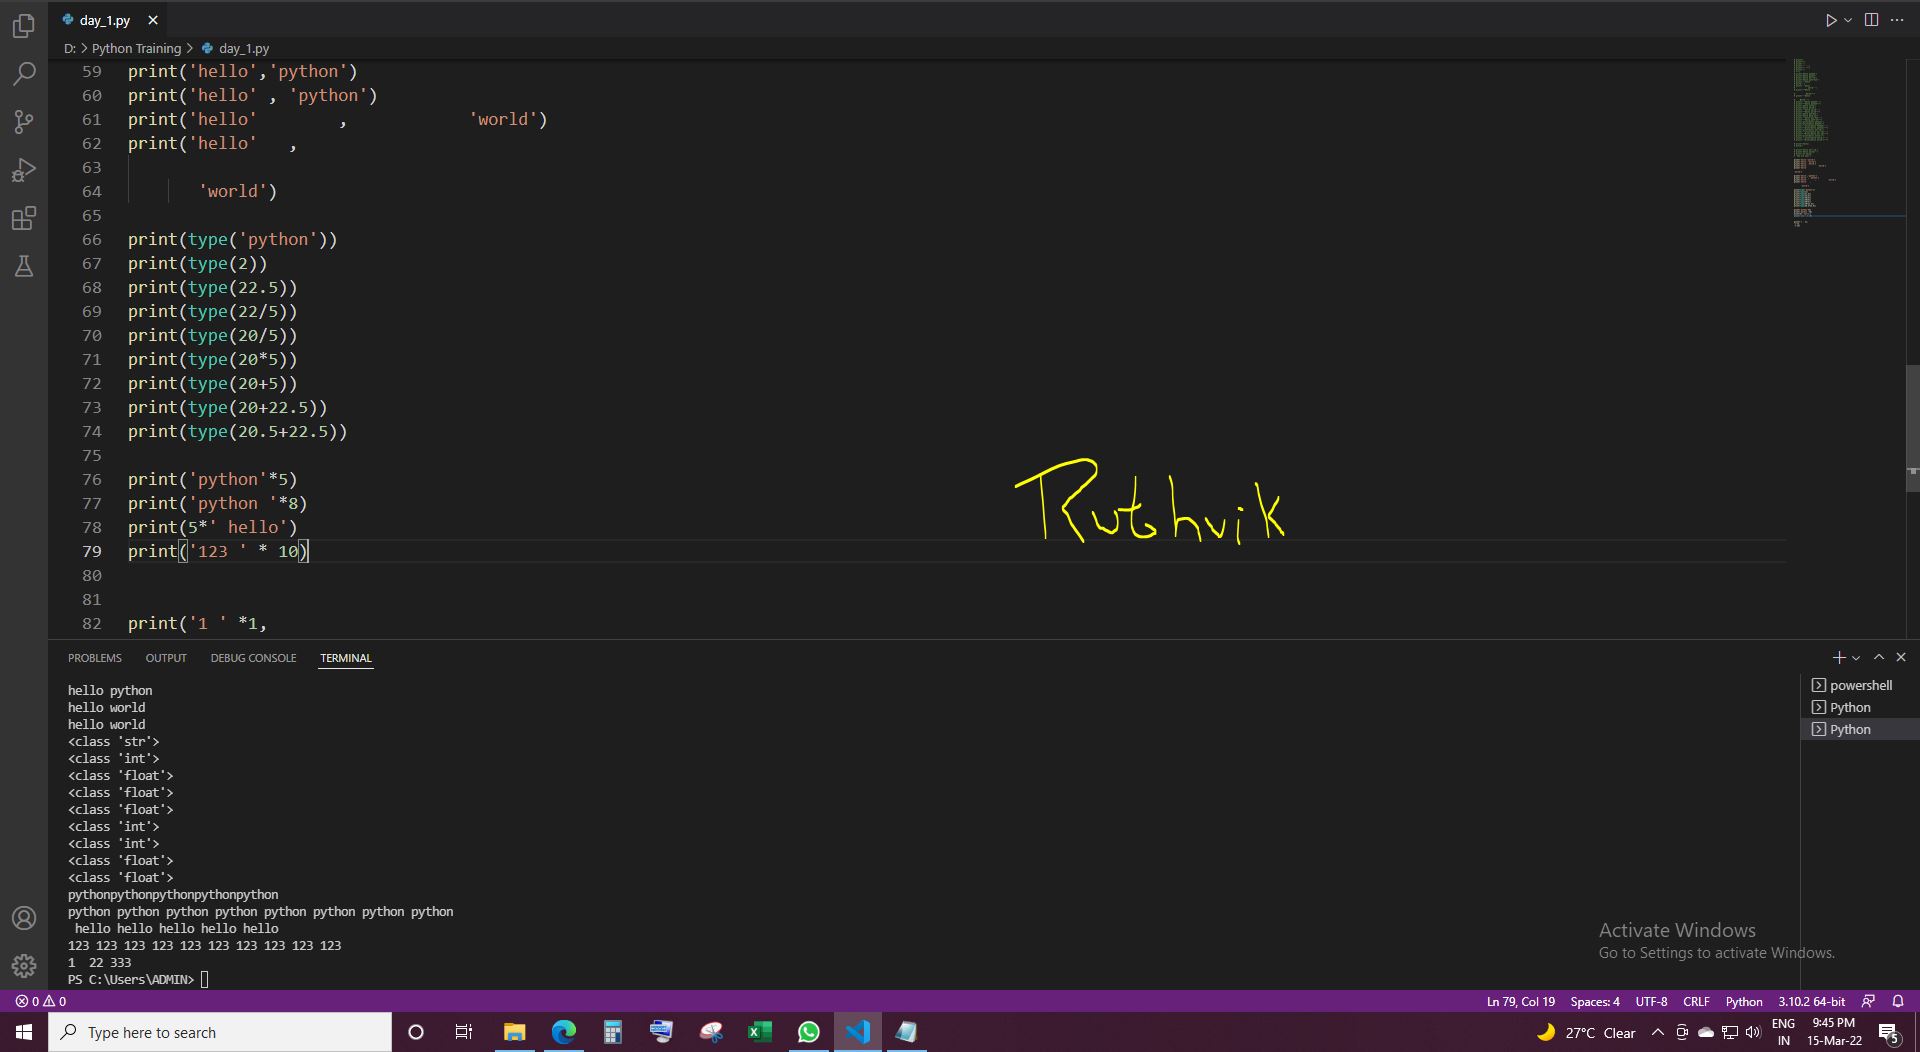 day_1.py
D: > Python Training > day_1.py
59 print('hello','python')
60 print('hello' , 'python')
61 print('hello'        ,            'world')
62 print('hello'   ,
63
64 'world')
65
66 print(type('python'))
67 print(type(2))
68 print(type(22.5))
69 print(type(22/5))
70 print(type(20/5))
71 print(type(20*5))
72 print(type(20+5))
73 print(type(20+22.5))
74 print(type(20.5+22.5))
75
76 print('python'*5)
77 print('python '*8)
78 print(5*' hello')
79 print('123 ' * 10)
80
81
82 print('1 ' *1,
Ruthvik
PROBLEMS OUTPUT DEBUG CONSOLE TERMINAL
hello python
hello world
hello world
<class 'str'>
<class 'int'>
<class 'float'>
<class 'float'>
<class 'float'>
<class 'int'>
<class 'int'>
<class 'float'>
<class 'float'>
pythonpythonpythonpythonpython
python python python python python python python python
 hello hello hello hello hello
123 123 123 123 123 123 123 123 123 123
1  22 333
PS C:\Users\ADMIN>
powershell
Python
Python
Activate Windows
Go to Settings to activate Windows.
0 0 Ln 79, Col 19 Spaces: 4 UTF-8 CRLF Python 3.10.2 64-bit
Type here to search
27°C Clear
ENG
IN
9:45 PM
15-Mar-22
5